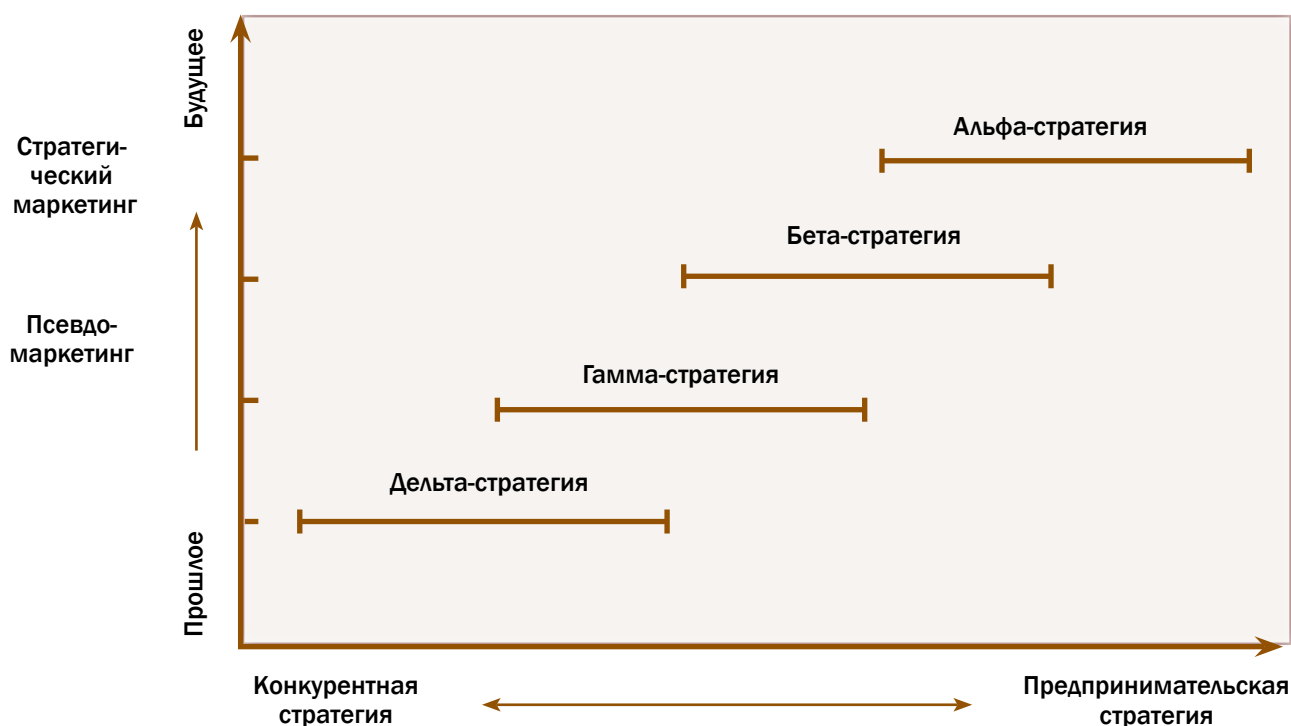 Будущее
Стратеги-
ческий
маркетинг
Псевдо-
маркетинг
Прошлое
Альфа-стратегия
Бета-стратегия
Гамма-стратегия
Дельта-стратегия
Конкурентная
стратегия
Предпринимательская
стратегия